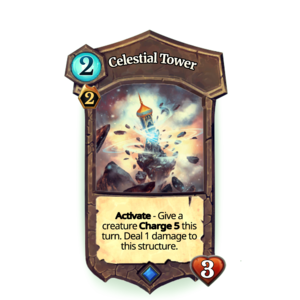 2
Celestial Tower
2
Activate - Give a
creature Charge 5 this
turn. Deal 1 damage to
this structure.
3